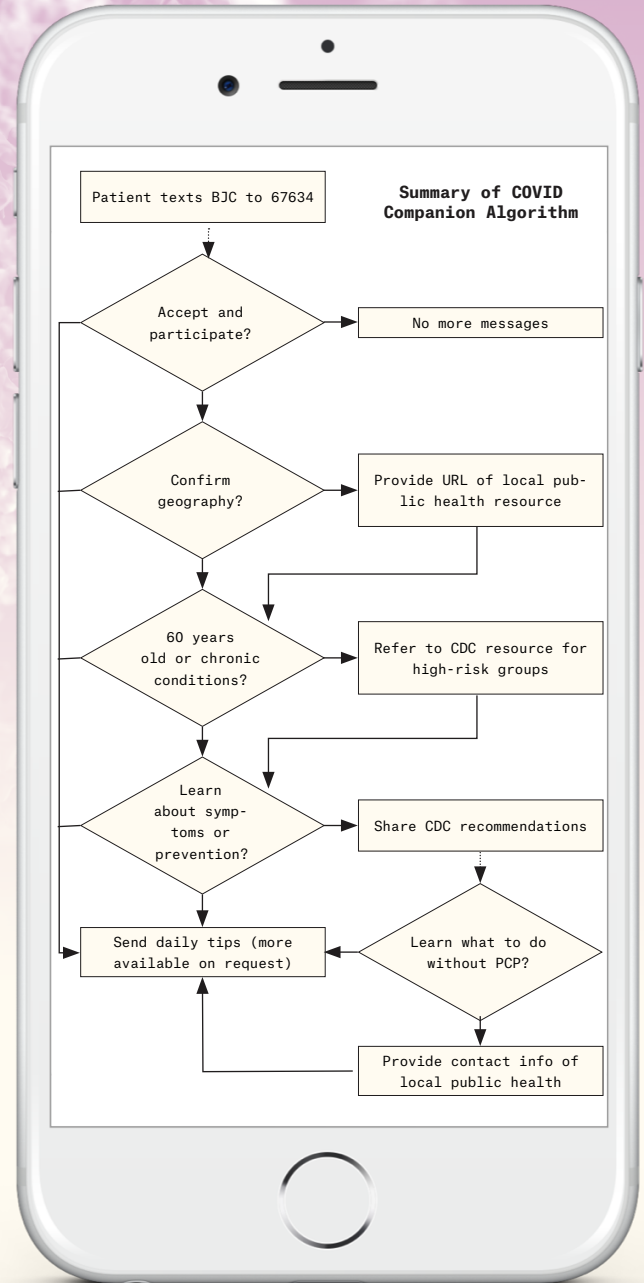 Patient texts BJC to 67634
Summary of COVID
Companion Algorithm
Accept and
participate?
No more messages
Confirm
geography?
Provide URL of local pub-
lic health resource
60 years
old or chronic
conditions?
Refer to CDC resource for
high-risk groups
Learn
about symp-
toms or
prevention?
Share CDC recommendations
Send daily tips (more
available on request)
Learn what to do
without PCP?
Provide contact info of
local public health